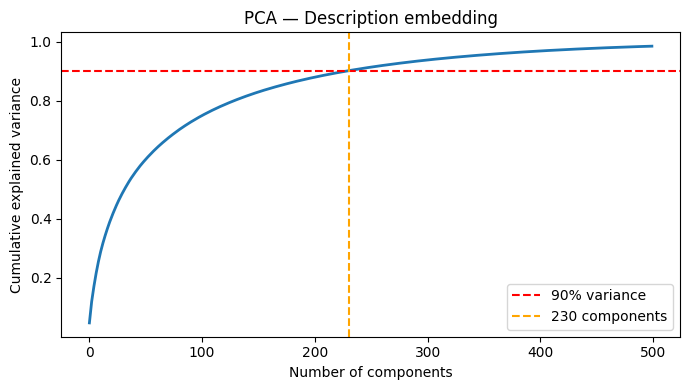 PCA — Description embedding
Cumulative explained variance
1.0
0.8
0.6
0.4
0.2
90% variance
230 components
0 100 200 300 400 500
Number of components